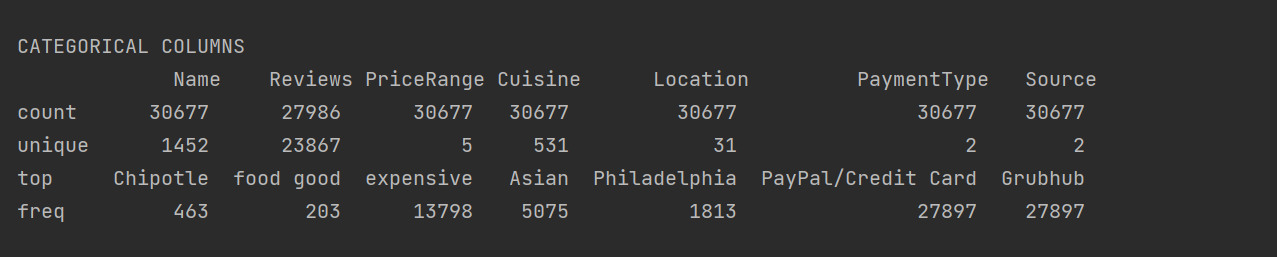 CATEGORICAL COLUMNS
Name Reviews PriceRange Cuisine Location PaymentType Source
count 30677 27986 30677 30677 30677 30677 30677
unique 1452 23867 5 531 31 2 2
top Chipotle food good expensive Asian Philadelphia PayPal/Credit Card Grubhub
freq 463 203 13798 5075 1813 27897 27897